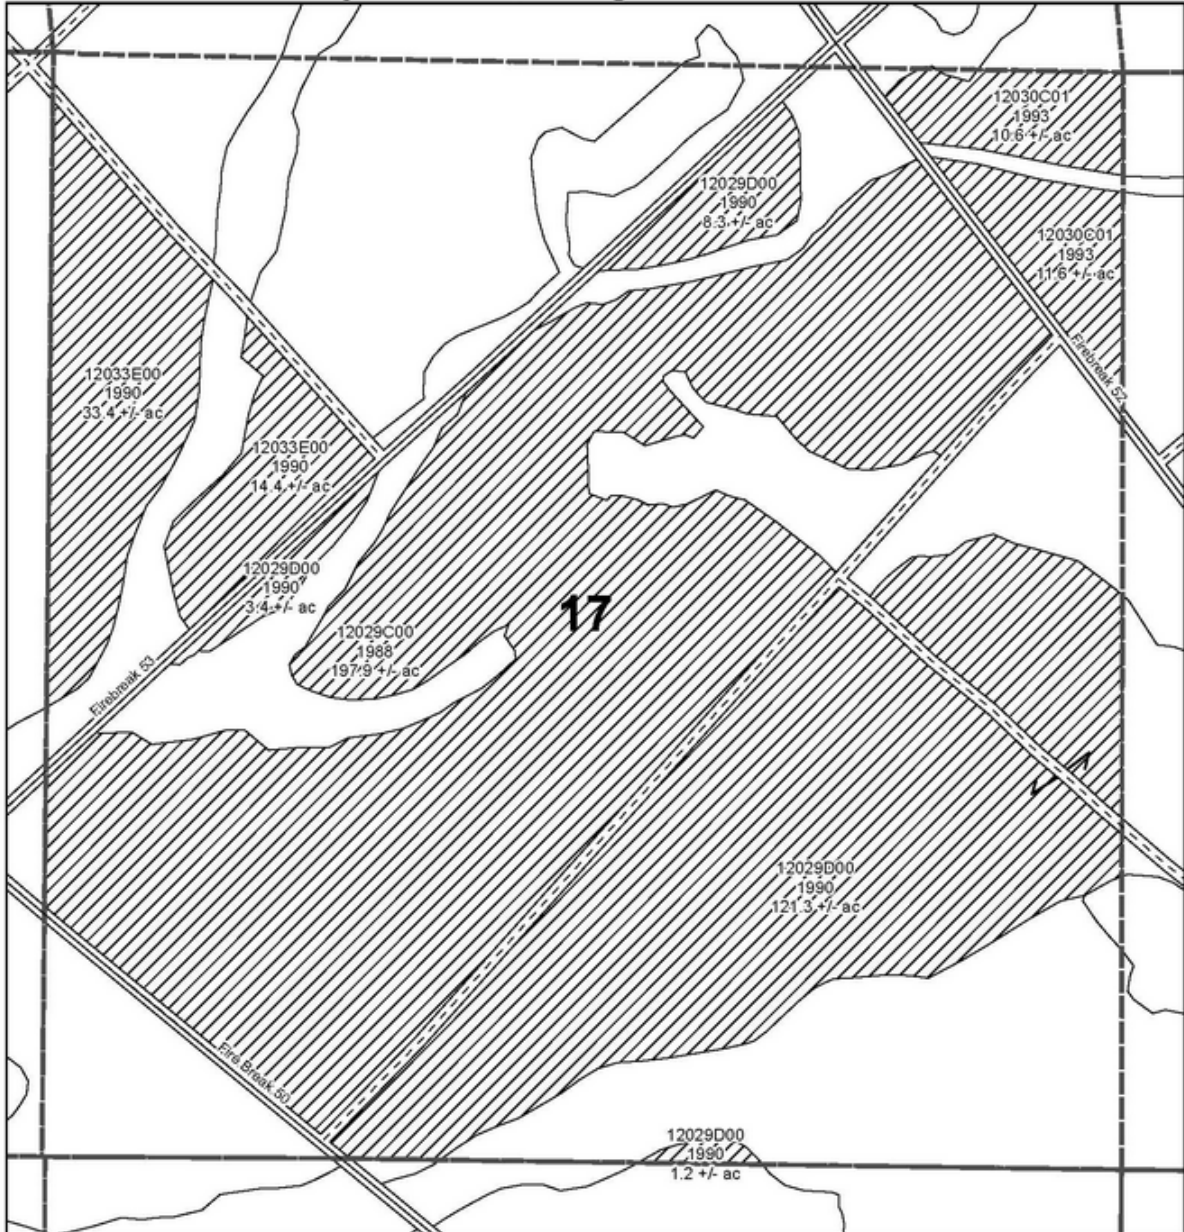 12030C01
1993
10.6 +/- ac
12029D00
1990
8.3 +/- ac
12030C01
1993
11.6 +/- ac
Firebreak 52
12033E00
1990
33.4 +/- ac
12033E00
1990
14.4 +/- ac
12029D00
1990
3.4 +/- ac
17
12029C00
1988
197.9 +/- ac
Firebreak 53
12029D00
1990
121.3 +/- ac
Fire Break 50
12029D00
1990
1.2 +/- ac